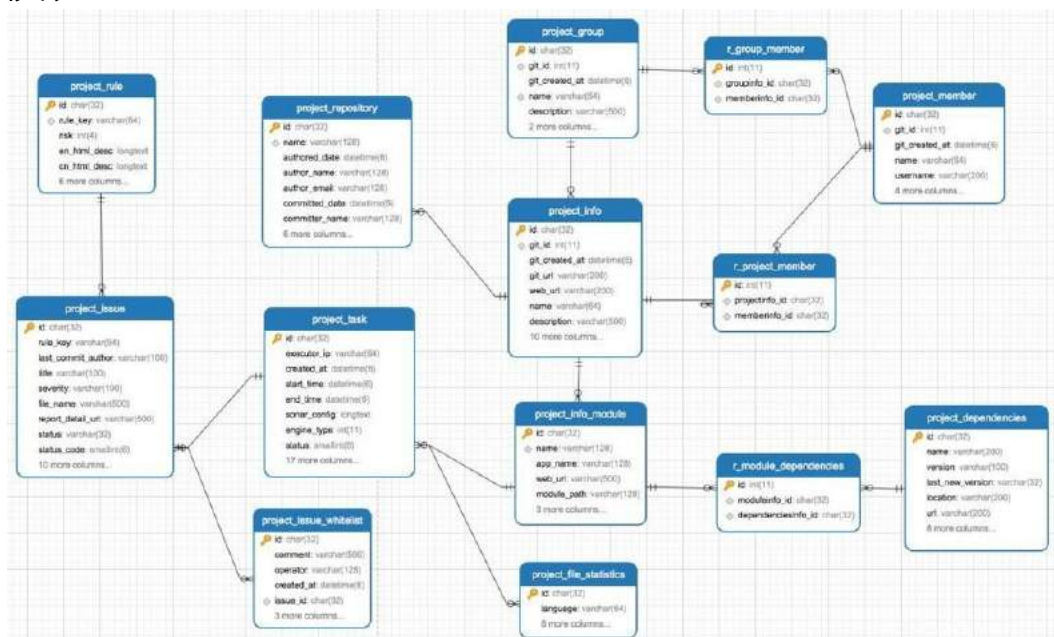 project_group
id: char(32)
git_id: int(11)
git_created_at: datetime(6)
name: varchar(64)
description: varchar(500)
2 more columns...
r_group_member
id: int(11)
groupinfo_id: char(32)
memberinfo_id: char(32)
project_member
id: char(32)
git_id: int(11)
git_created_at: datetime(6)
name: varchar(64)
username: varchar(200)
4 more columns...
project_rule
id: char(32)
rule_key: varchar(64)
risk: int(4)
en_html_desc: longtext
cn_html_desc: longtext
6 more columns...
project_repository
id: char(32)
name: varchar(128)
authored_date: datetime(6)
author_name: varchar(128)
author_email: varchar(128)
committed_date: datetime(6)
committer_name: varchar(128)
6 more columns...
project_info
id: char(32)
git_id: int(11)
git_created_at: datetime(6)
git_url: varchar(200)
web_url: varchar(200)
name: varchar(64)
description: varchar(500)
10 more columns...
r_project_member
id: int(11)
projectinfo_id: char(32)
memberinfo_id: char(32)
project_issue
id: char(32)
rule_key: varchar(64)
last_commit_author: varchar(100)
title: varchar(100)
severity: varchar(100)
file_name: varchar(500)
report_detail_url: varchar(500)
status: varchar(32)
status_code: smallint(6)
10 more columns...
project_task
id: char(32)
executor_ip: varchar(64)
created_at: datetime(6)
start_time: datetime(6)
end_time: datetime(6)
sonar_config: longtext
engine_type: int(11)
status: smallint(6)
17 more columns...
project_info_module
id: char(32)
name: varchar(128)
app_name: varchar(128)
web_url: varchar(500)
module_path: varchar(128)
3 more columns...
r_module_dependencies
id: int(11)
moduleinfo_id: char(32)
dependenciesinfo_id: char(32)
project_dependencies
id: char(32)
name: varchar(200)
version: varchar(100)
last_new_version: varchar(32)
location: varchar(200)
url: varchar(200)
6 more columns...
project_issue_whitelist
id: char(32)
comment: varchar(500)
operator: varchar(128)
created_at: datetime(6)
issue_id: char(32)
3 more columns...
project_file_statistics
id: char(32)
language: varchar(64)
8 more columns...